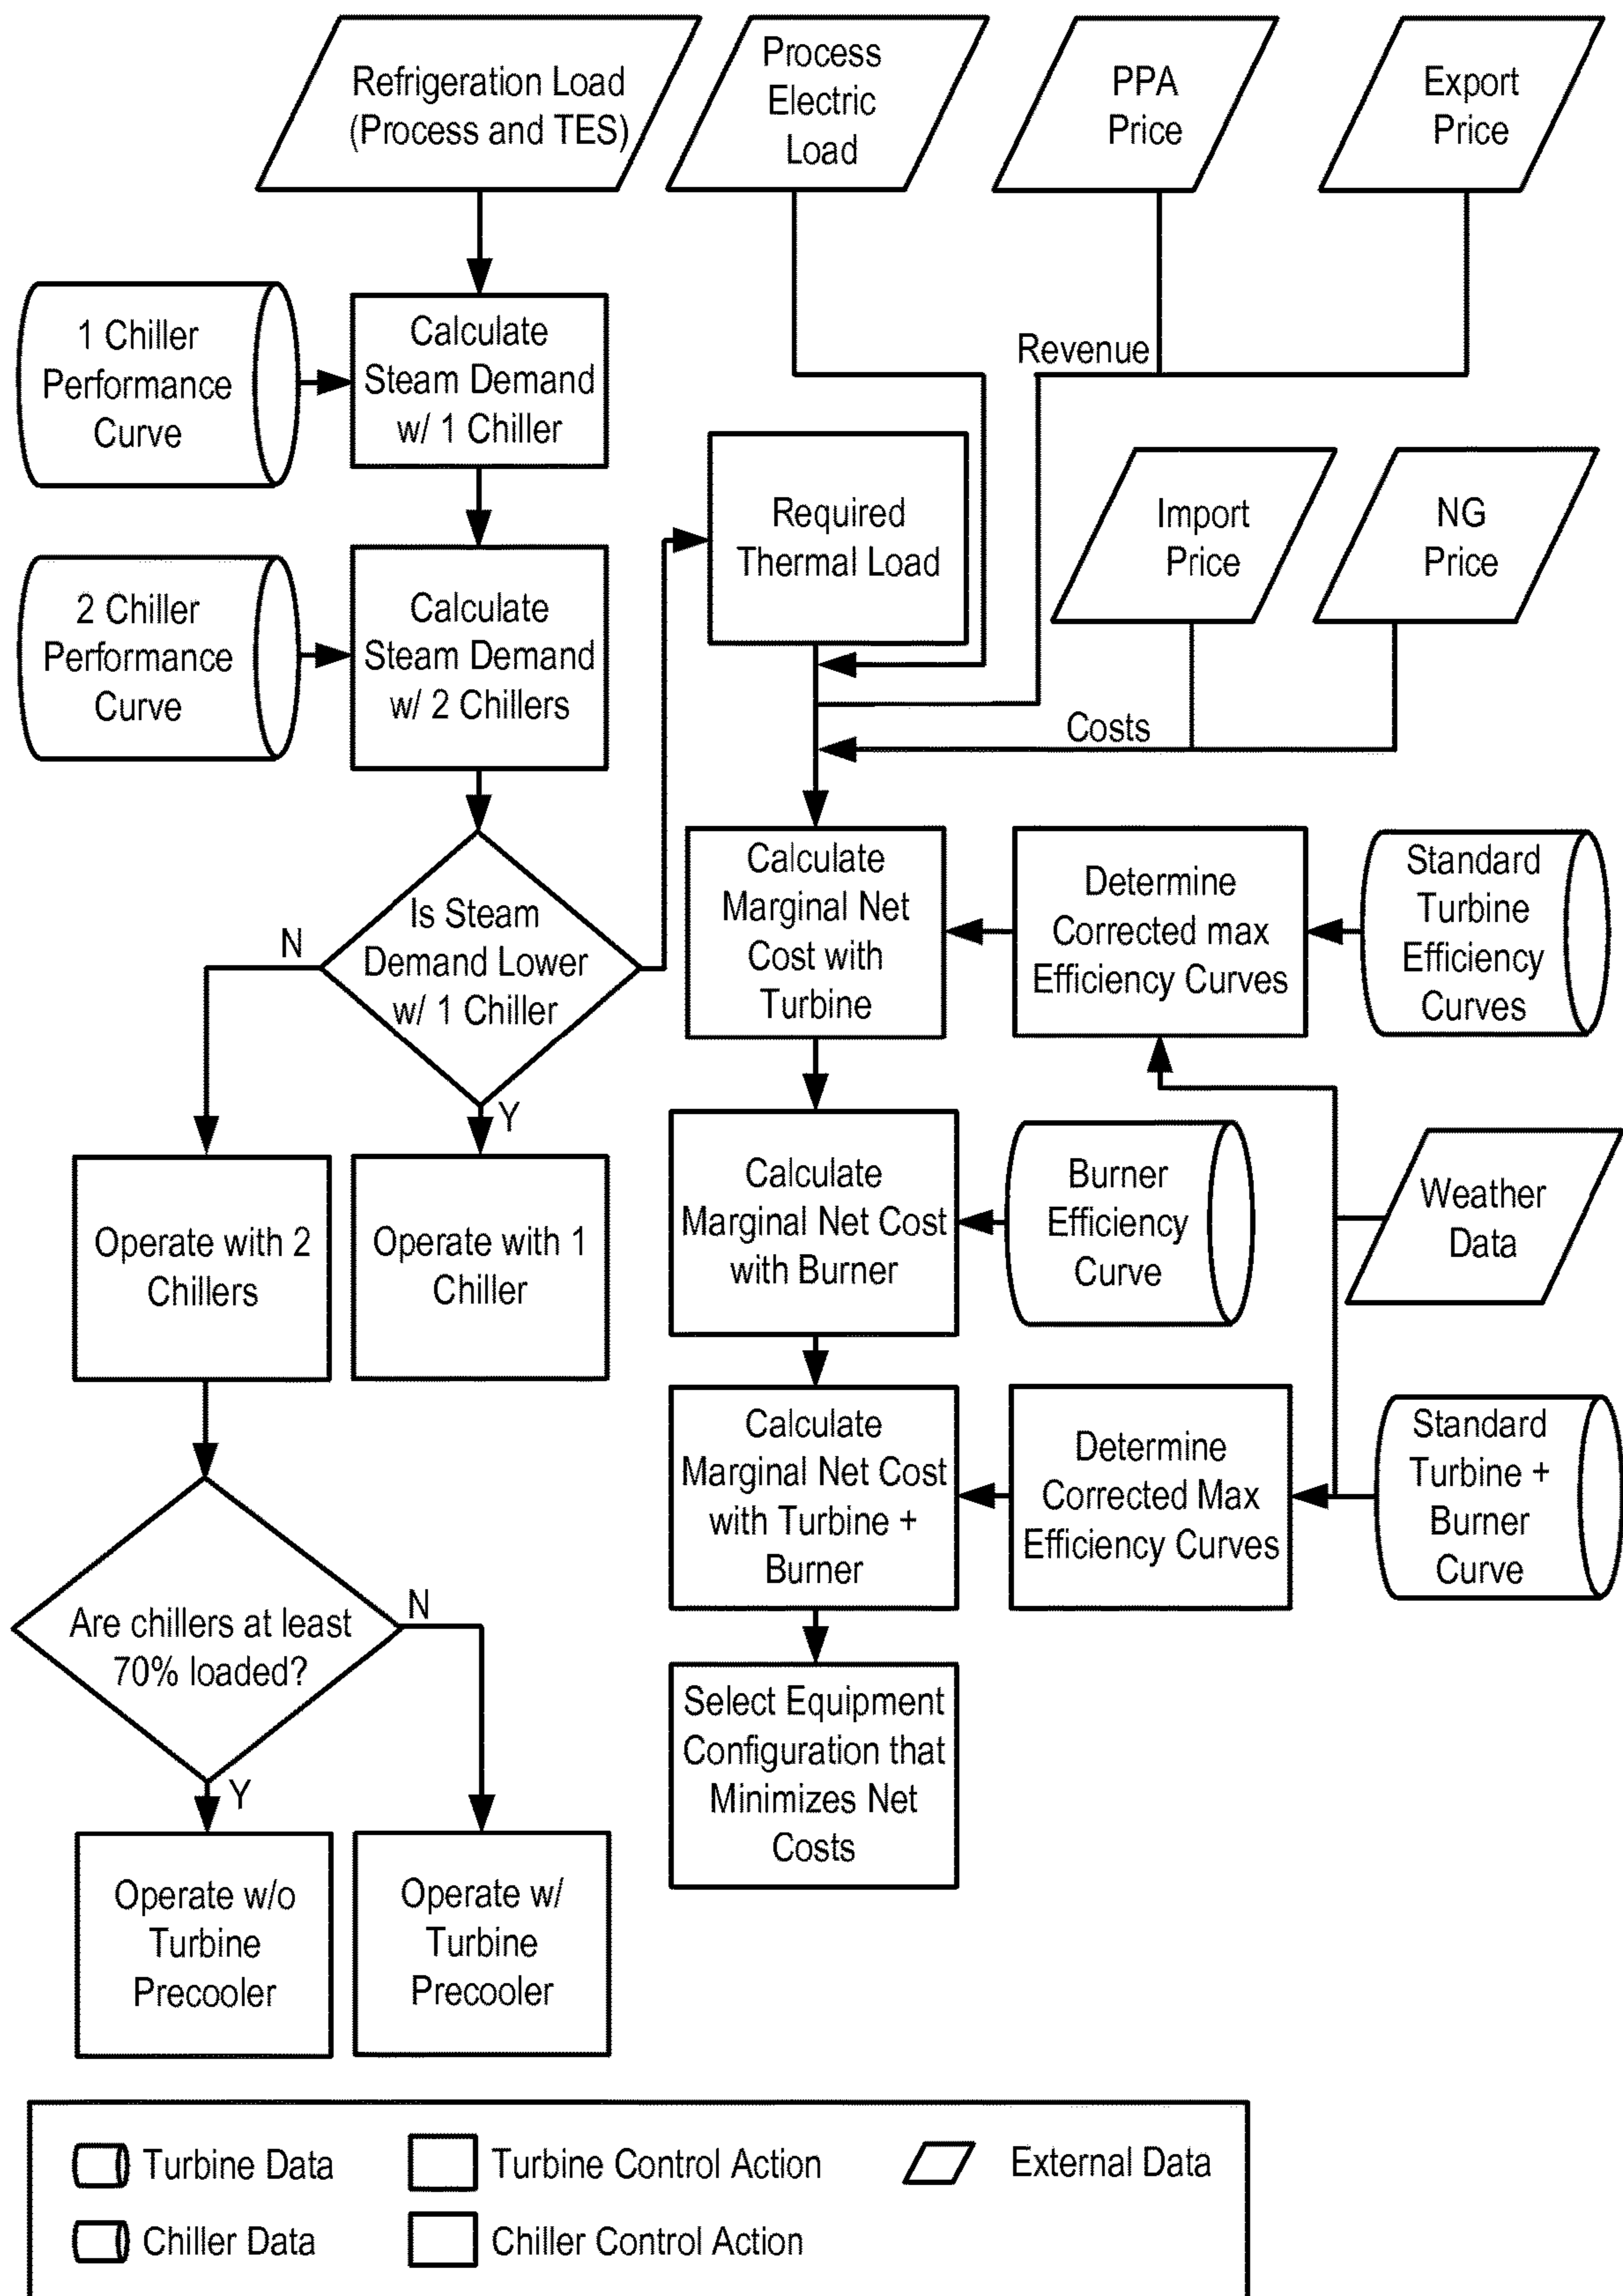 Refrigeration Load
(Process and TES)
Process
Electric
Load
PPA
Price
Export
Price
1 Chiller
Performance
Curve
Calculate
Steam Demand
w/ 1 Chiller
Revenue
Required
Thermal Load
Import
Price
NG
Price
2 Chiller
Performance
Curve
Calculate
Steam Demand
w/ 2 Chillers
Costs
Is Steam
Demand Lower
w/ 1 Chiller
N
Y
Calculate
Marginal Net
Cost with
Turbine
Determine
Corrected max
Efficiency Curves
Standard
Turbine
Efficiency
Curves
Operate with 2
Chillers
Operate with 1
Chiller
Calculate
Marginal Net Cost
with Burner
Burner
Efficiency
Curve
Weather
Data
Calculate
Marginal Net Cost
with Turbine +
Burner
Determine
Corrected Max
Efficiency Curves
Standard
Turbine +
Burner
Curve
Are chillers at least
70% loaded?
N
Y
Select Equipment
Configuration that
Minimizes Net
Costs
Operate w/o
Turbine
Precooler
Operate w/
Turbine
Precooler
Turbine Data
Turbine Control Action
External Data
Chiller Data
Chiller Control Action